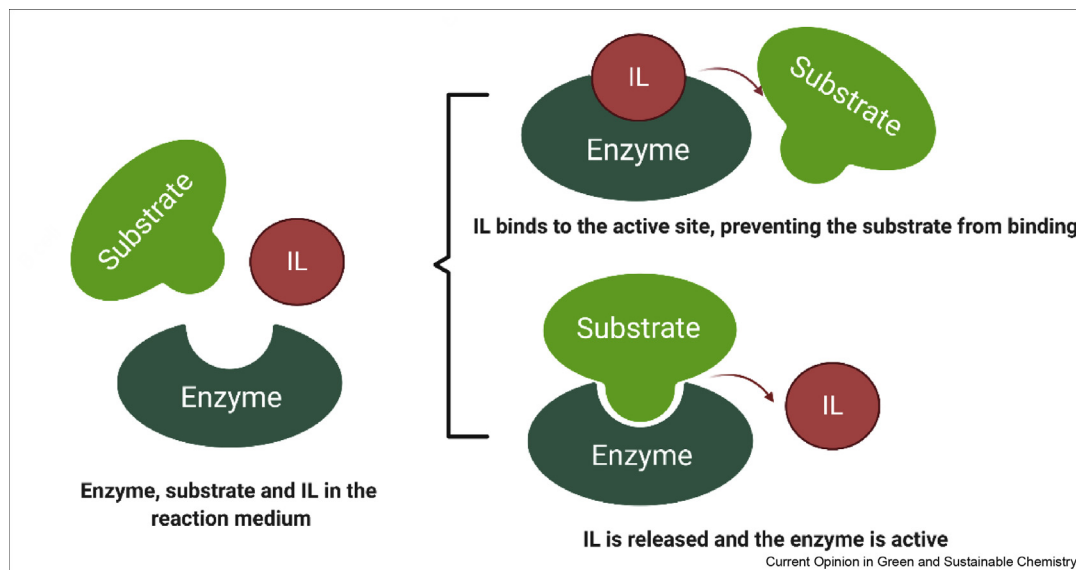 Substrate
IL
Enzyme
Enzyme, substrate and IL in the
reaction medium
IL
Enzyme
Substrate
IL binds to the active site, preventing the substrate from binding
Substrate
Enzyme
IL
IL is released and the enzyme is active
Current Opinion in Green and Sustainable Chemistry